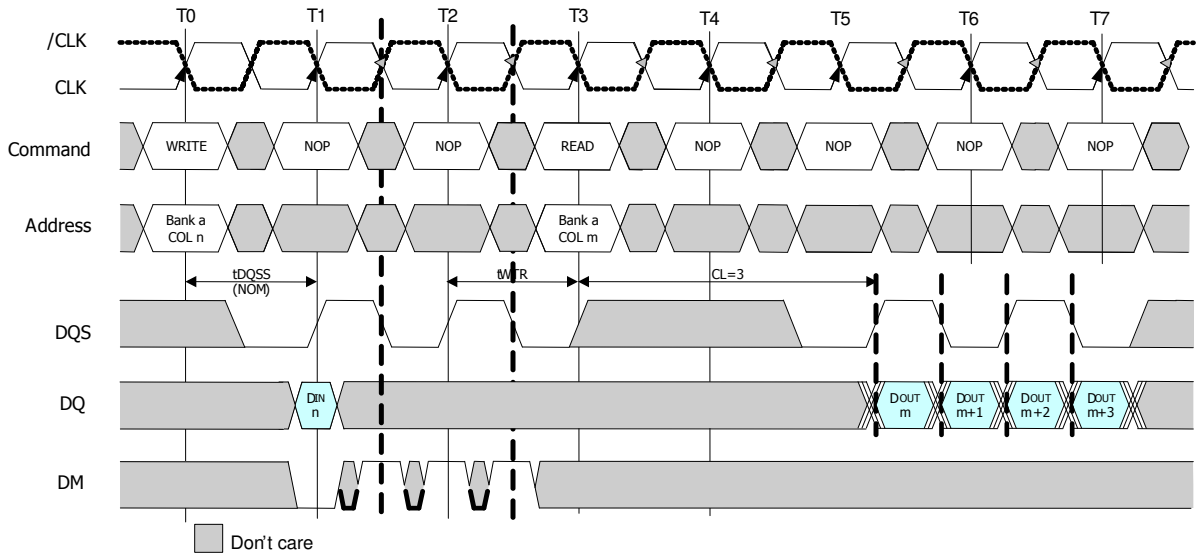 T0 T1 T2 T3 T4 T5 T6 T7
/CLK
CLK
Command WRITE NOP NOP READ NOP NOP NOP NOP
Address Bank a COL n Bank a COL m
tDQSS (NOM) tWTR CL=3
DQS
DQ DIN n DOUT m DOUT m+1 DOUT m+2 DOUT m+3
DM
Don't care